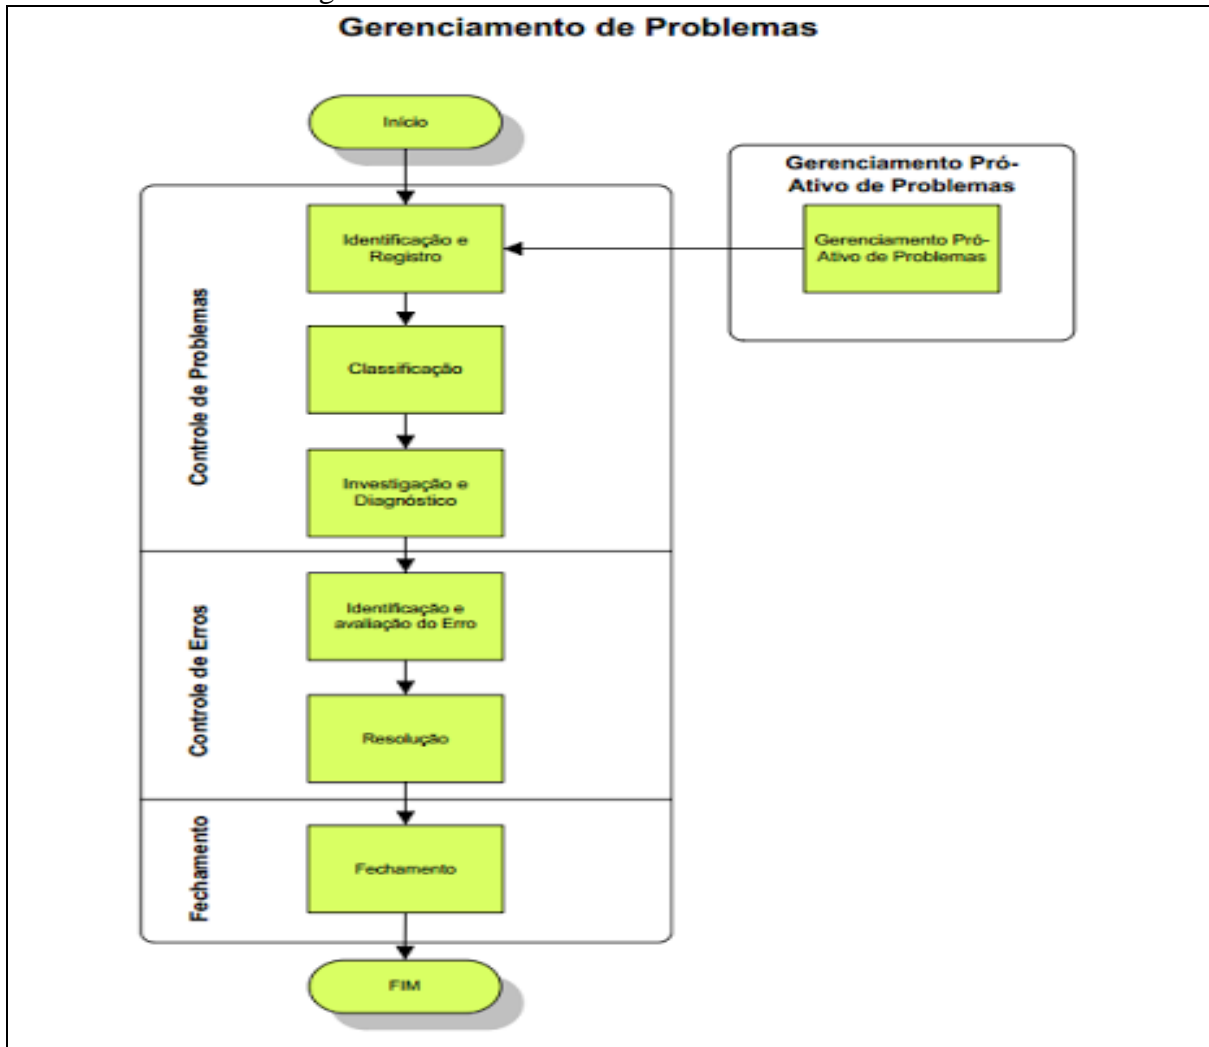 Gerenciamento de Problemas
Início
Gerenciamento Pró-
Ativo de Problemas
Gerenciamento Pró-
Ativo de Problemas
Controle de Problemas
Identificação e
Registro
Classificação
Investigação e
Diagnóstico
Controle de Erros
Identificação e
avaliação do Erro
Resolução
Fechamento
Fechamento
FIM